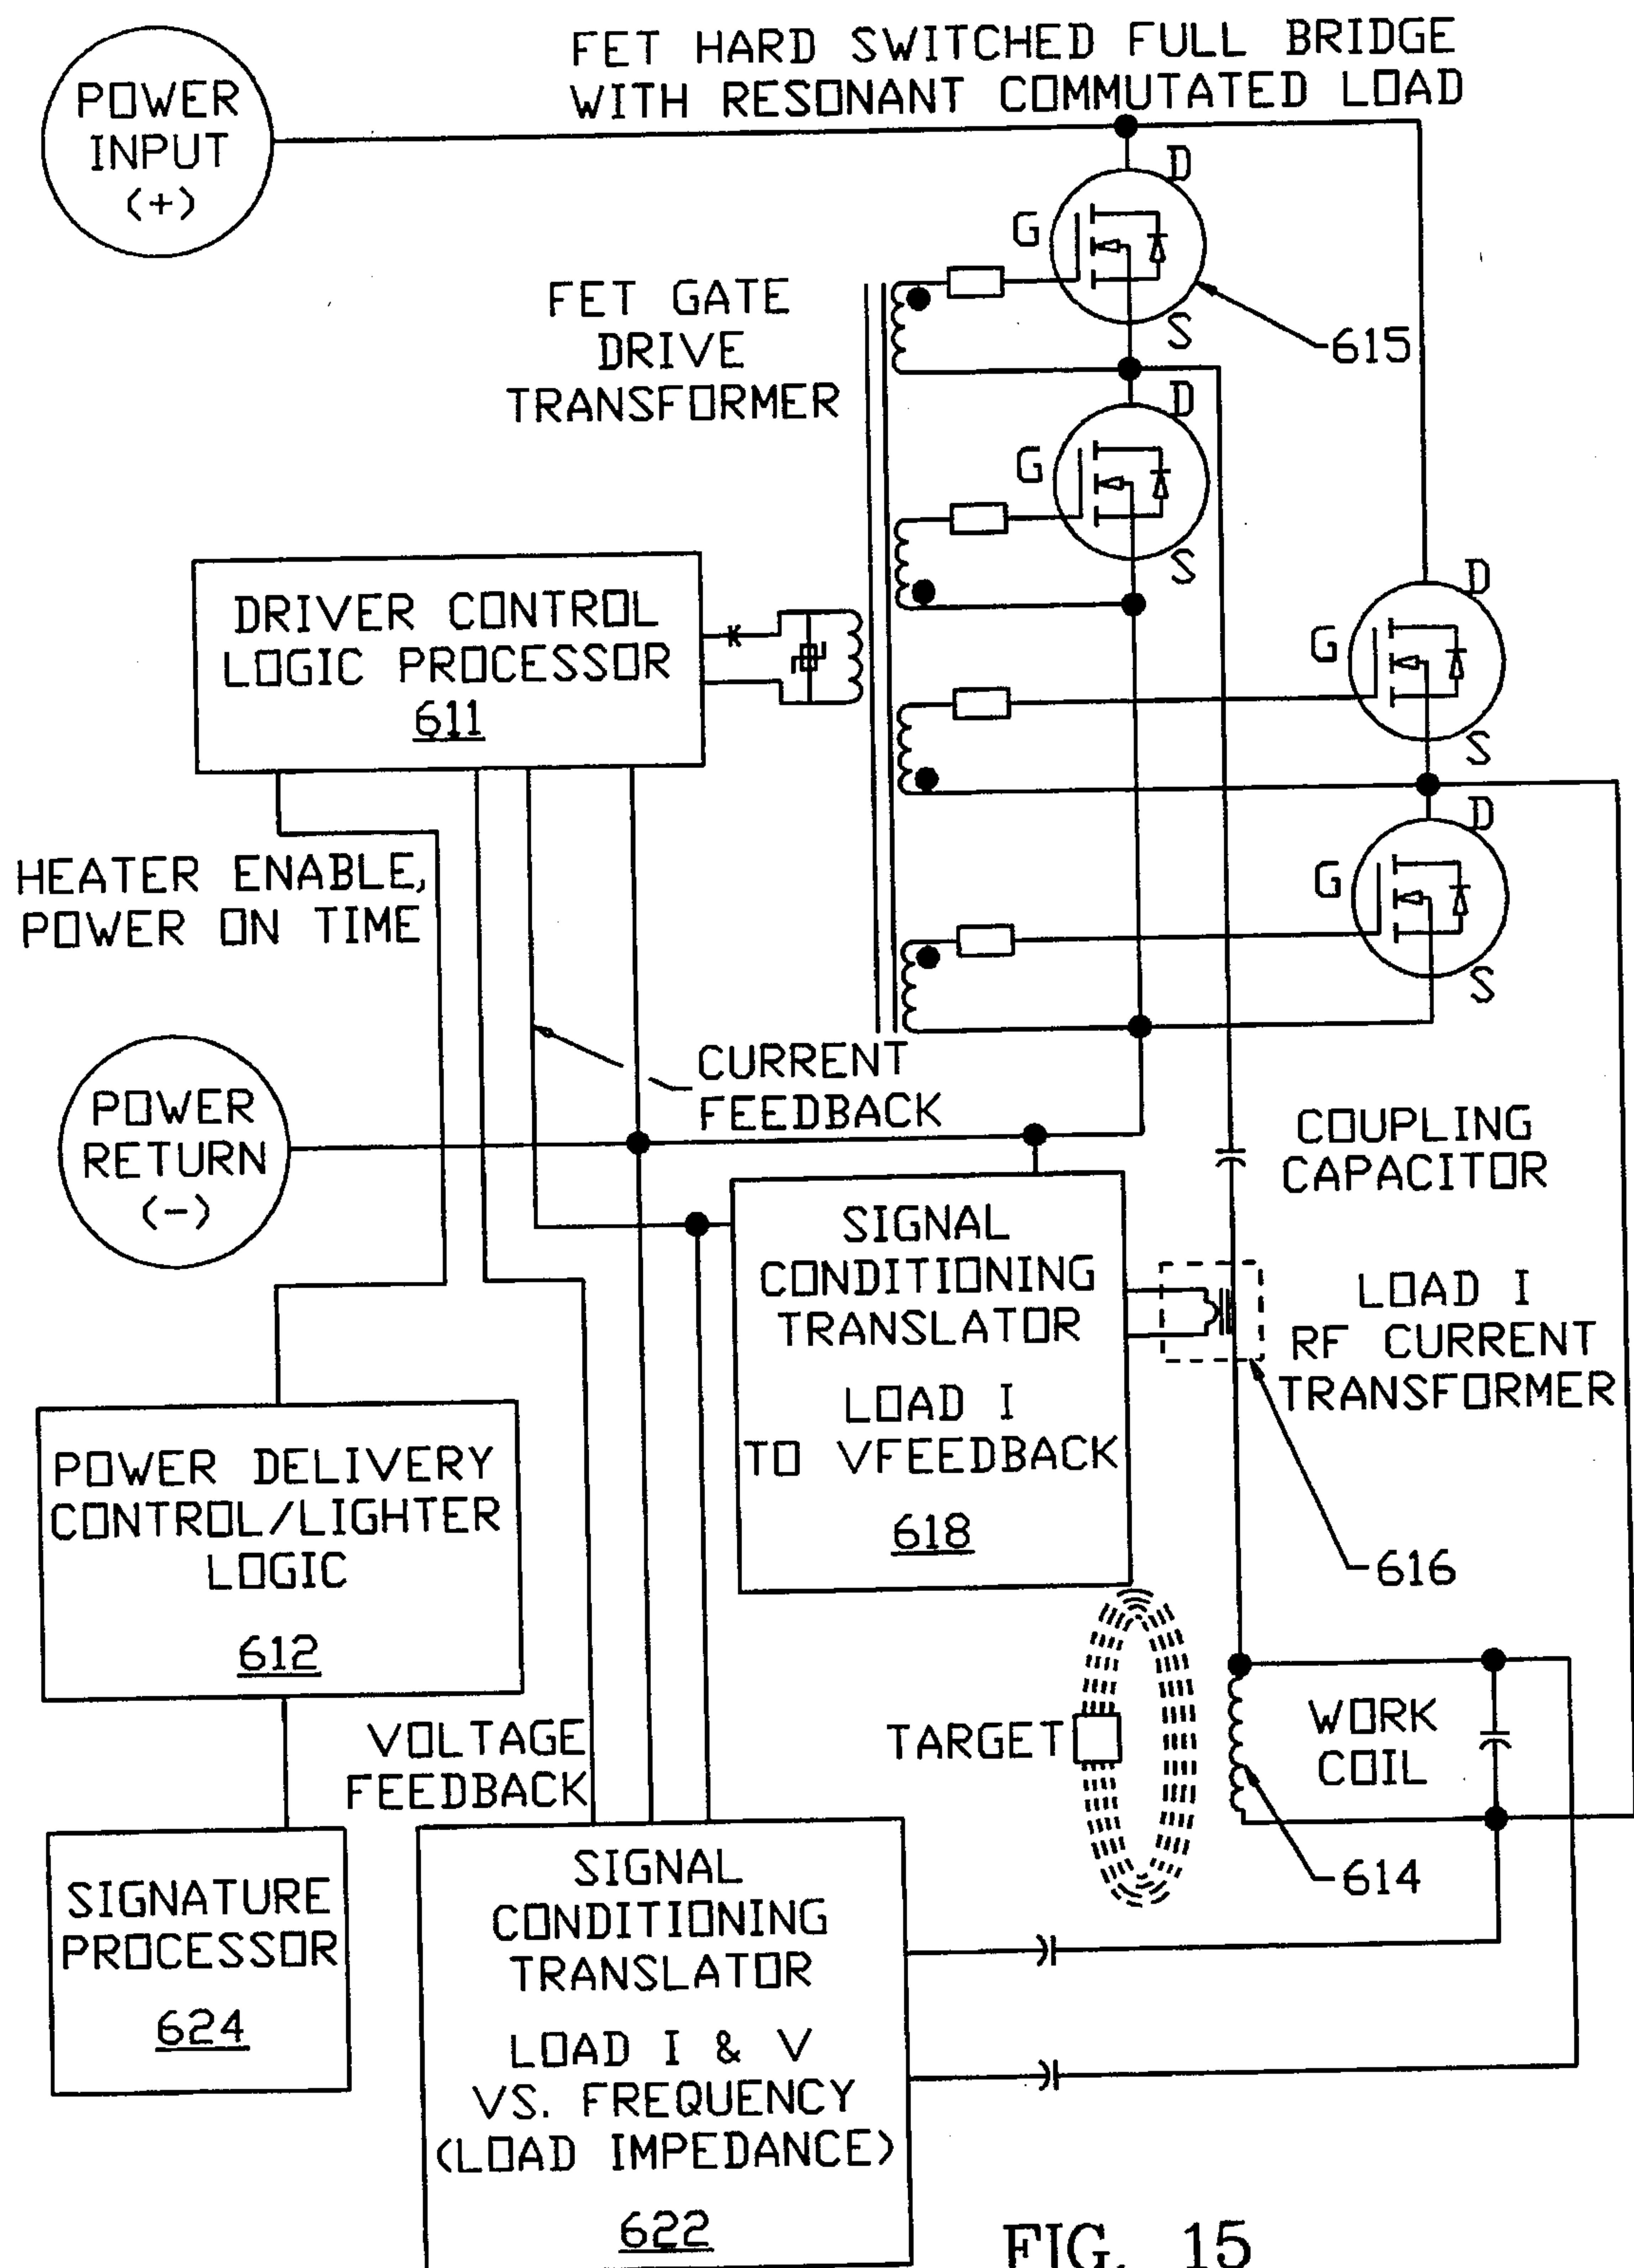 FET HARD SWITCHED FULL BRIDGE
WITH RESONANT COMMUTATED LOAD
POWER
INPUT
(+)
D
G
S
615
FET GATE
DRIVE
TRANSFORMER
D
G
S
DRIVER CONTROL
LOGIC PROCESSOR
611
D
G
S
D
G
S
HEATER ENABLE,
POWER ON TIME
CURRENT
FEEDBACK
POWER
RETURN
(-)
COUPLING
CAPACITOR
SIGNAL
CONDITIONING
TRANSLATOR
LOAD I
TO VFEEDBACK
618
LOAD I
RF CURRENT
TRANSFORMER
616
POWER DELIVERY
CONTROL/LIGHTER
LOGIC
612
TARGET
WORK
COIL
614
VOLTAGE
FEEDBACK
SIGNATURE
PROCESSOR
624
SIGNAL
CONDITIONING
TRANSLATOR
LOAD I & V
VS. FREQUENCY
(LOAD IMPEDANCE)
622
FIG. 15